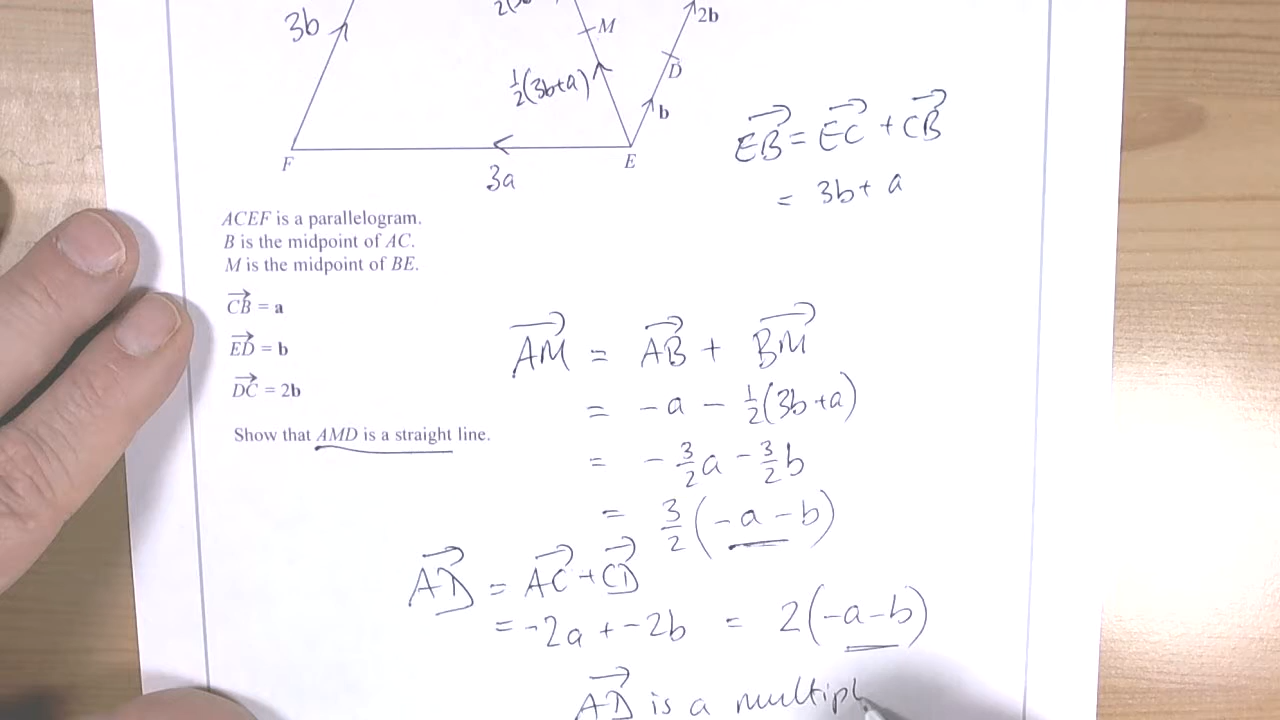 3b
M
2b
½(3b+a)
D
b
F
E
3a
EB = EC + CB
= 3b + a
ACEF is a parallelogram.
B is the midpoint of AC.
M is the midpoint of BE.
CB = a
ED = b
DC = 2b
Show that AMD is a straight line.
AM = AB + BM
= -a - ½(3b+a)
= - 3/2 a - 3/2 b
= 3/2 (-a - b)
AD = AC + CD
= -2a + -2b = 2(-a-b)
AD is a multipl